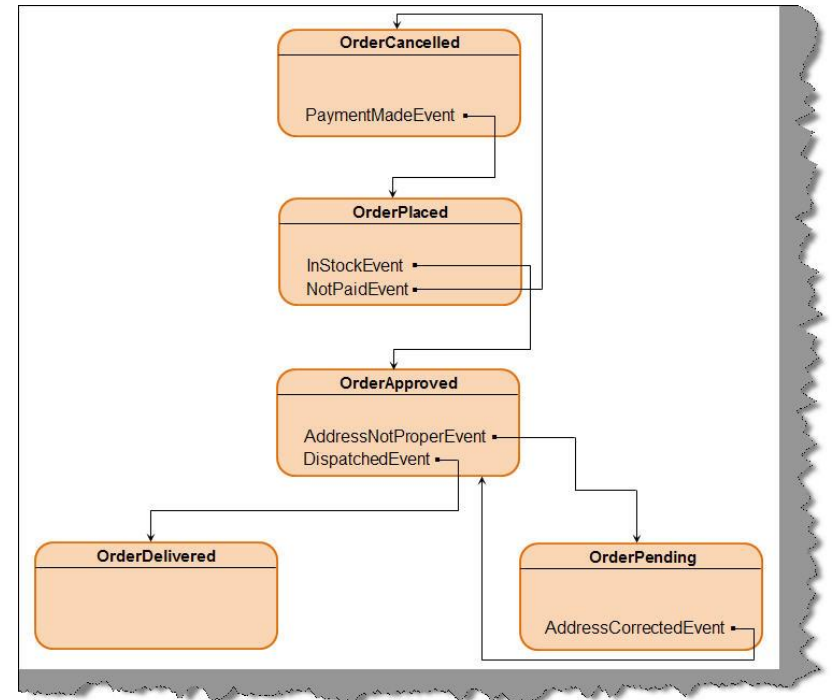 OrderCancelled
PaymentMadeEvent
OrderPlaced
InStockEvent
NotPaidEvent
OrderApproved
AddressNotProperEvent
DispatchedEvent
OrderDelivered
OrderPending
AddressCorrectedEvent